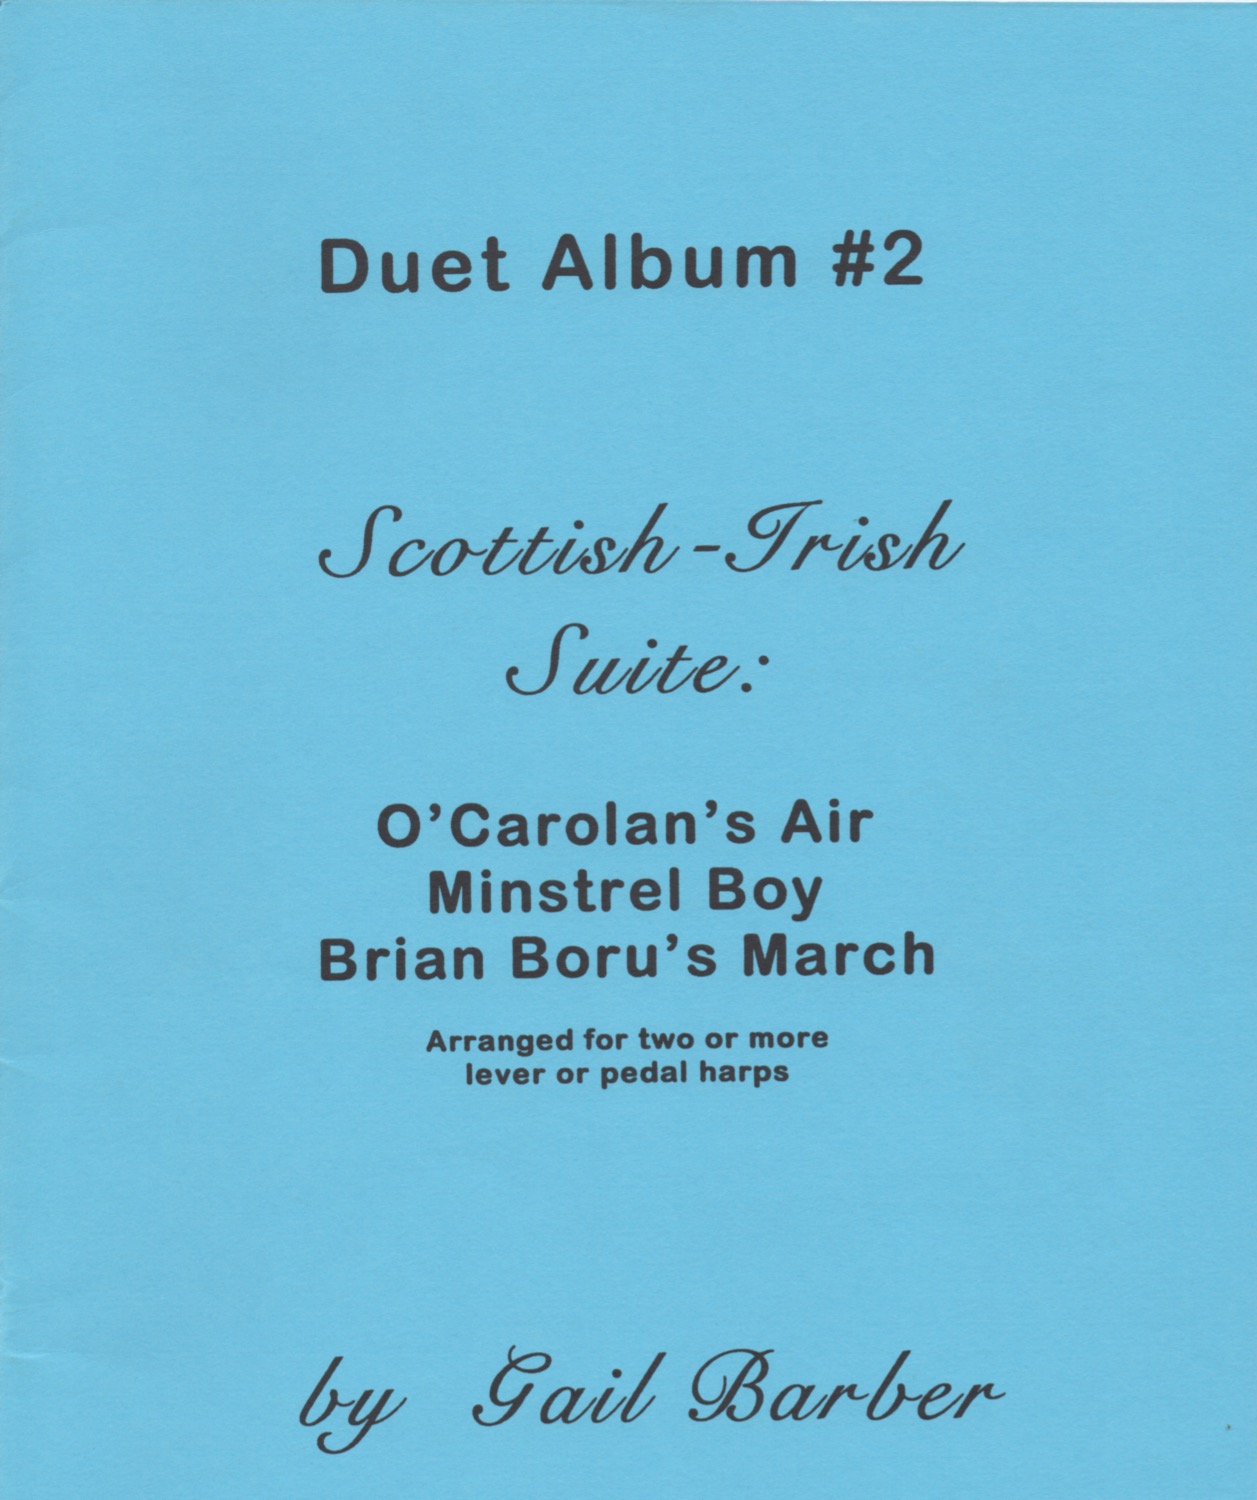 Duet Album #2
Scottish-Irish
Suite:
O'Carolan's Air
Minstrel Boy
Brian Boru's March
Arranged for two or more
lever or pedal harps
by Gail Barber